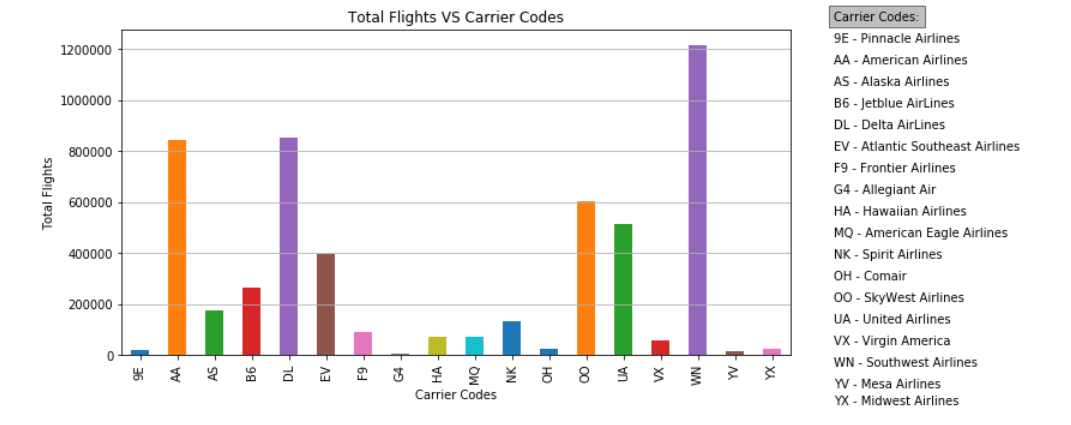 Total Flights VS Carrier Codes
1200000
1000000
800000
600000
400000
200000
0
Total Flights
9E AA AS B6 DL EV F9 G4 HA MQ NK OH OO UA VX WN YV YX
Carrier Codes
Carrier Codes:
9E - Pinnacle Airlines
AA - American Airlines
AS - Alaska Airlines
B6 - Jetblue AirLines
DL - Delta AirLines
EV - Atlantic Southeast Airlines
F9 - Frontier Airlines
G4 - Allegiant Air
HA - Hawaiian Airlines
MQ - American Eagle Airlines
NK - Spirit Airlines
OH - Comair
OO - SkyWest Airlines
UA - United Airlines
VX - Virgin America
WN - Southwest Airlines
YV - Mesa Airlines
YX - Midwest Airlines